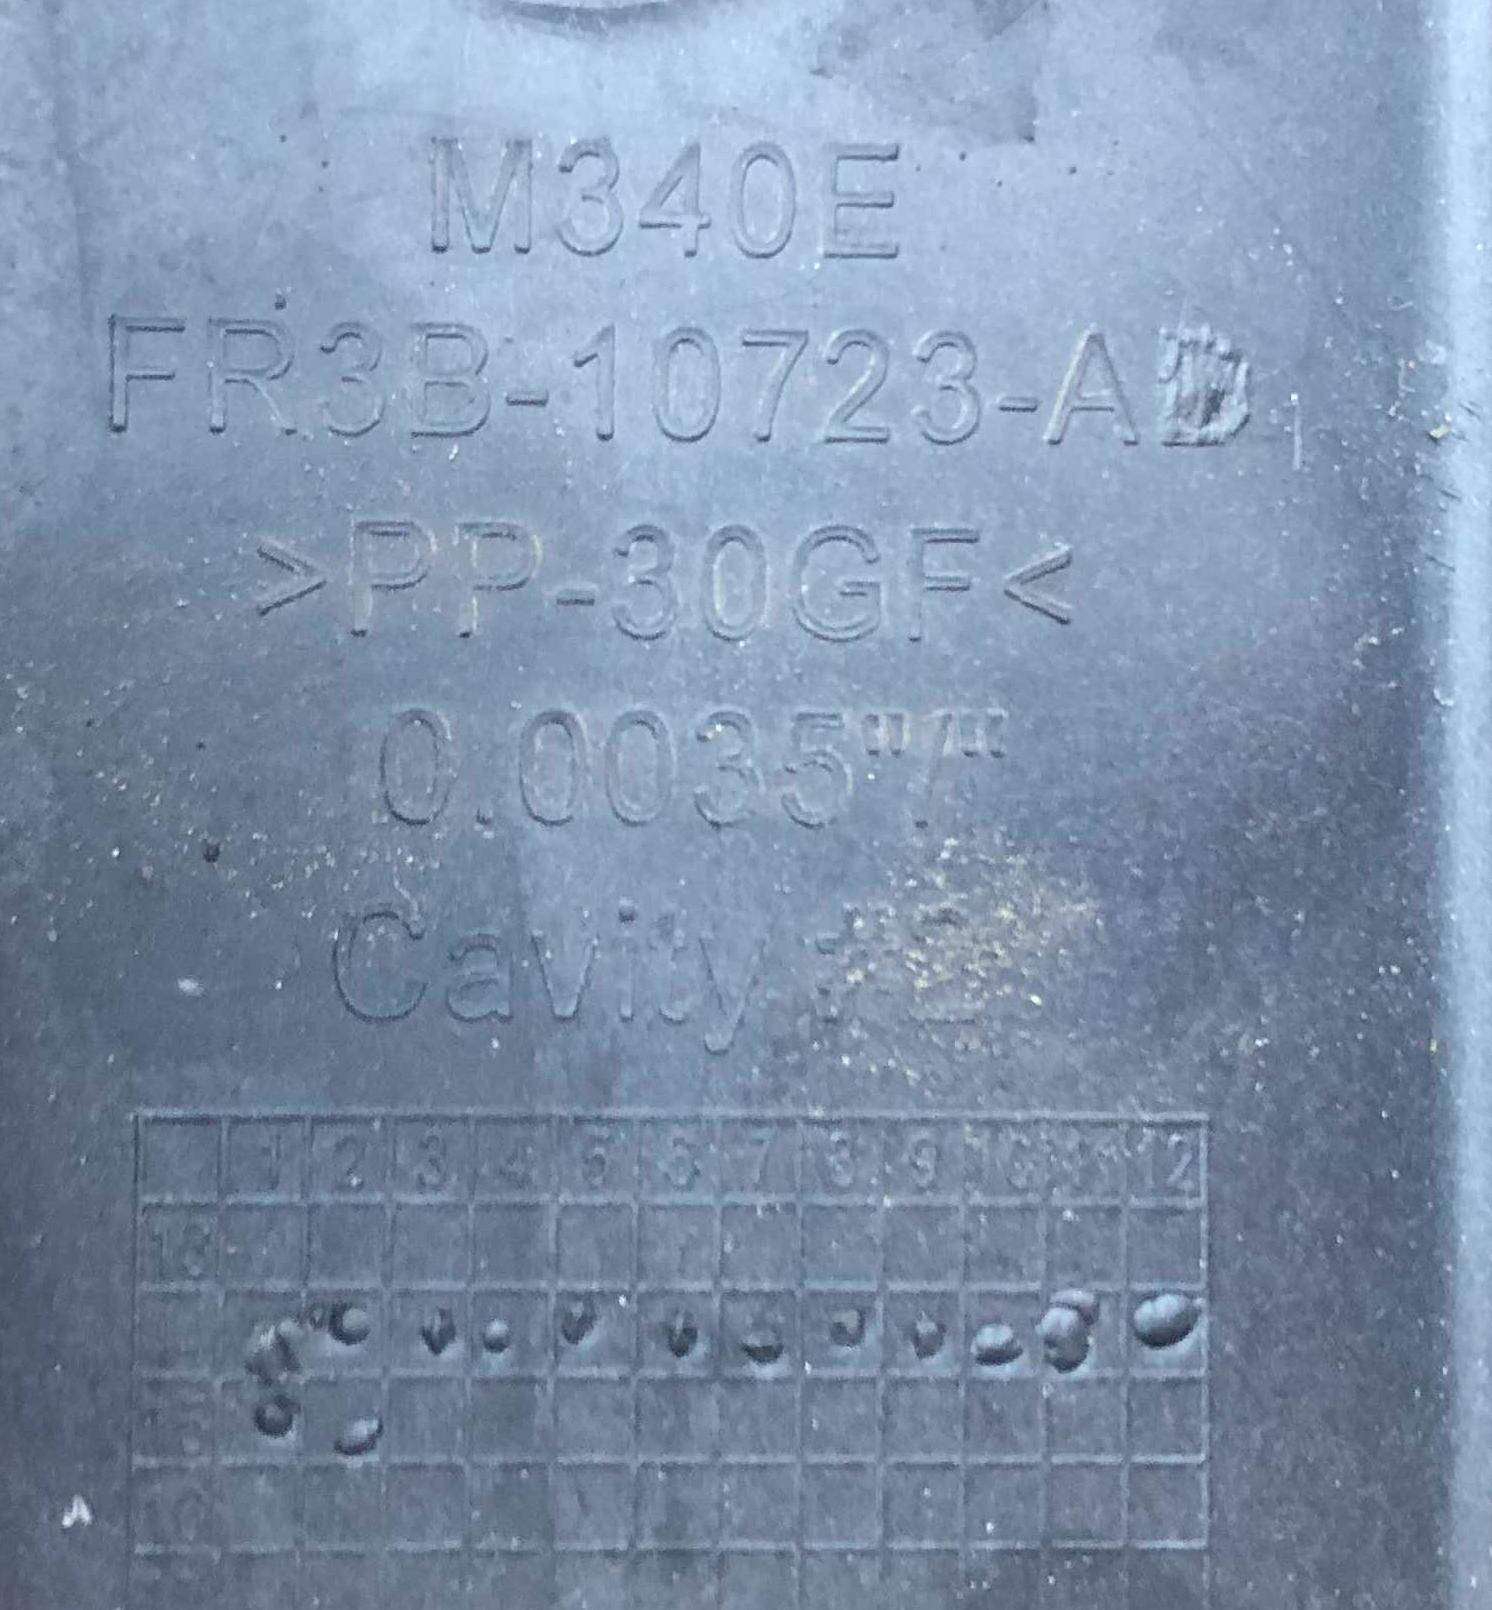 M340E
FR3B-10723-AD
>PP-30GF<
0.0035"/"
Cavity
1 2 3 4 5 6 7 8 9 10 11 12
13
15